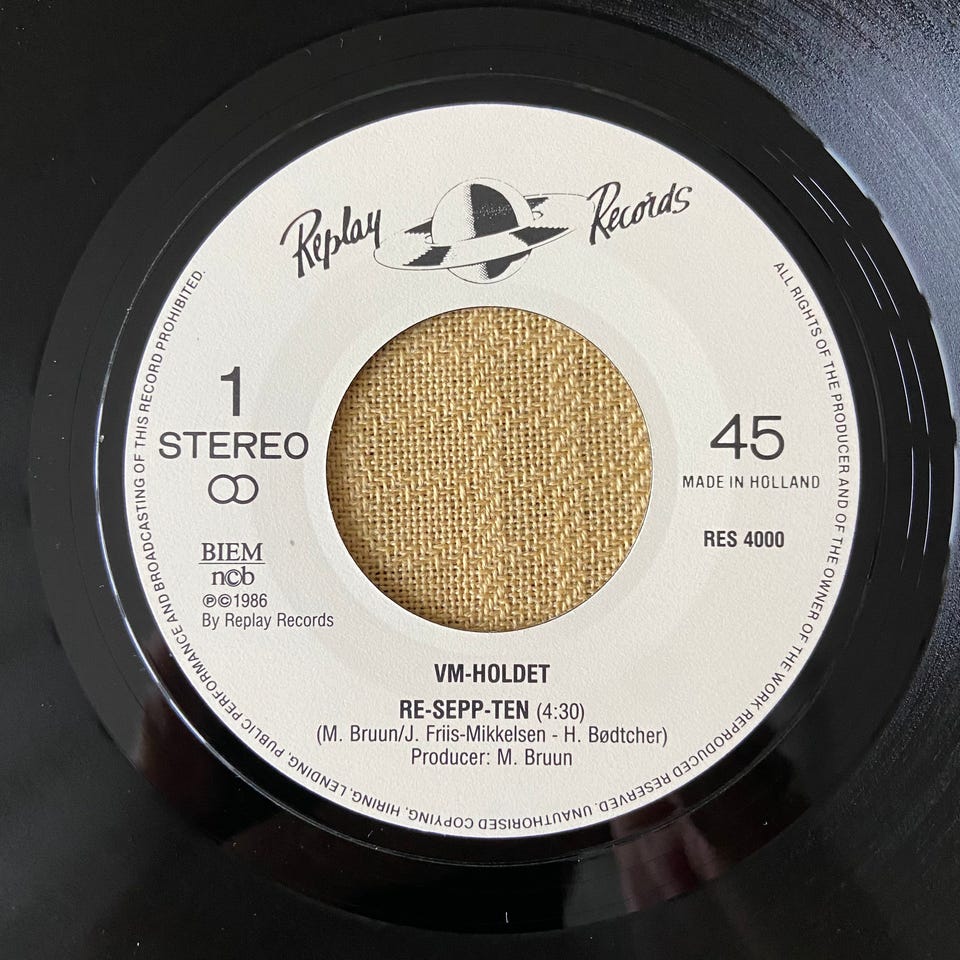 Replay Records
1
STEREO
BIEM
n©b
℗©1986
By Replay Records
45
MADE IN HOLLAND
RES 4000
VM-HOLDET
RE-SEPP-TEN (4:30)
(M. Bruun/J. Friis-Mikkelsen - H. Bødtcher)
Producer: M. Bruun
ALL RIGHTS OF THE PRODUCER AND OF THE OWNER OF THE WORK REPRODUCED RESERVED. UNAUTHORISED COPYING, HIRING, LENDING, PUBLIC PERFORMANCE AND BROADCASTING OF THIS RECORD PROHIBITED.